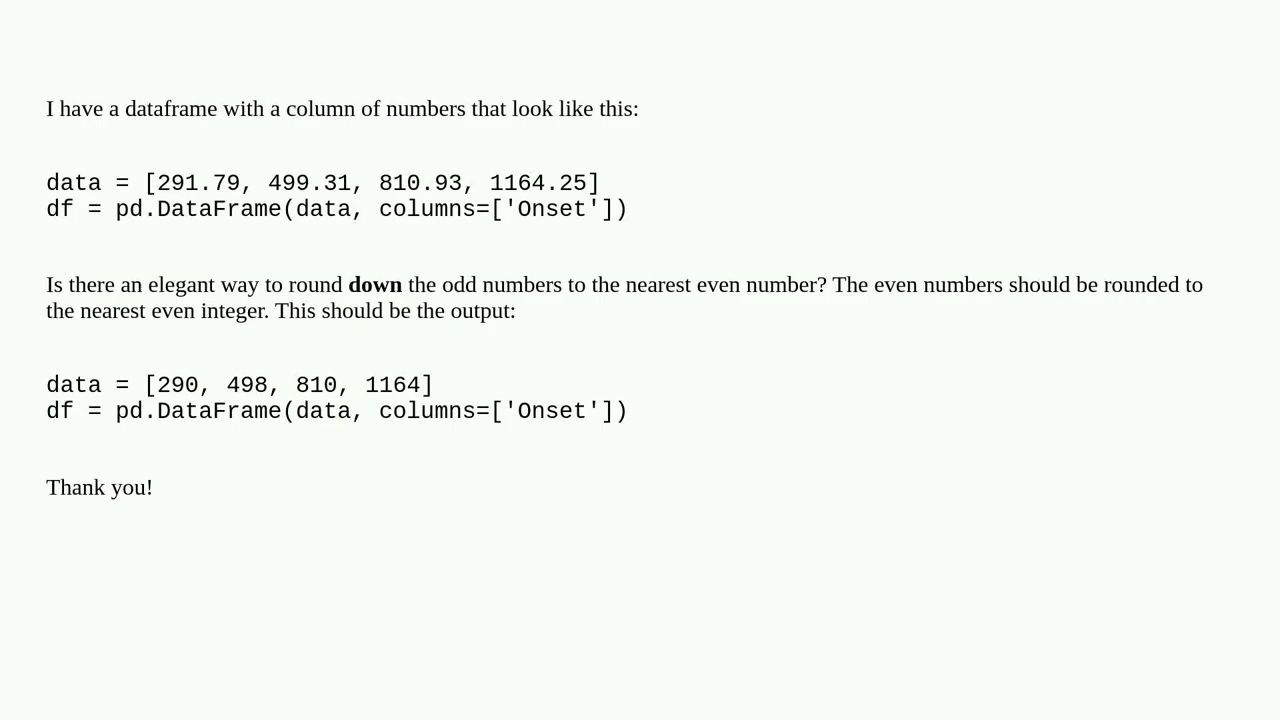 I have a dataframe with a column of numbers that look like this:
data = [291.79, 499.31, 810.93, 1164.25]
df = pd.DataFrame(data, columns=['Onset'])
Is there an elegant way to round down the odd numbers to the nearest even number? The even numbers should be rounded to
the nearest even integer. This should be the output:
data = [290, 498, 810, 1164]
df = pd.DataFrame(data, columns=['Onset'])
Thank you!